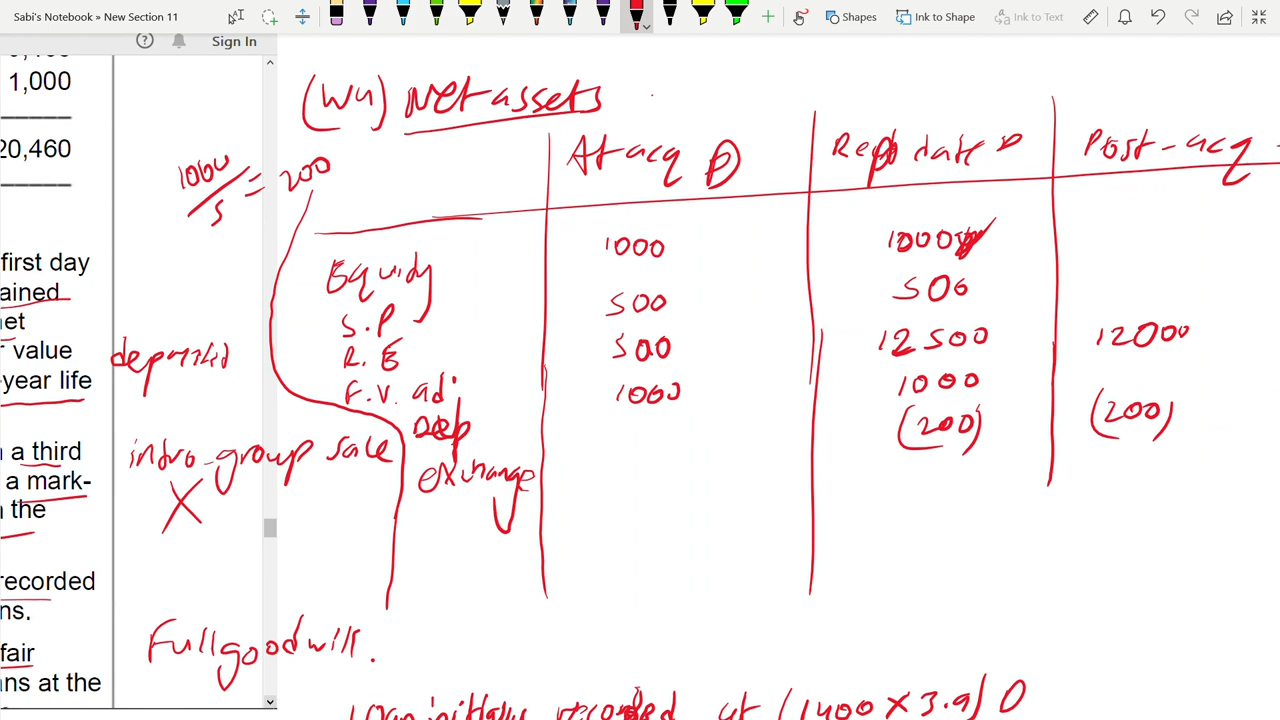 Sabi's Notebook » New Section 11
Shapes
Ink to Shape
Ink to Text
Sign In
1,000
20,460
first day
ained
et
r value
-year life
n a third
a mark-
n the
recorded
ns.
fair
ns at the
(W4) Net assets
At acq D
Rep date D
Post-acq
1000/5 = 200
Equity 1000 1000
S.P 500 500
R.E 500 12500 12000
F.V. adj 1000 1000
Dep (200) (200)
intra-group sale
X
exchange
Full goodwill.
Loan initially recorded at (1400 X 3.9) D